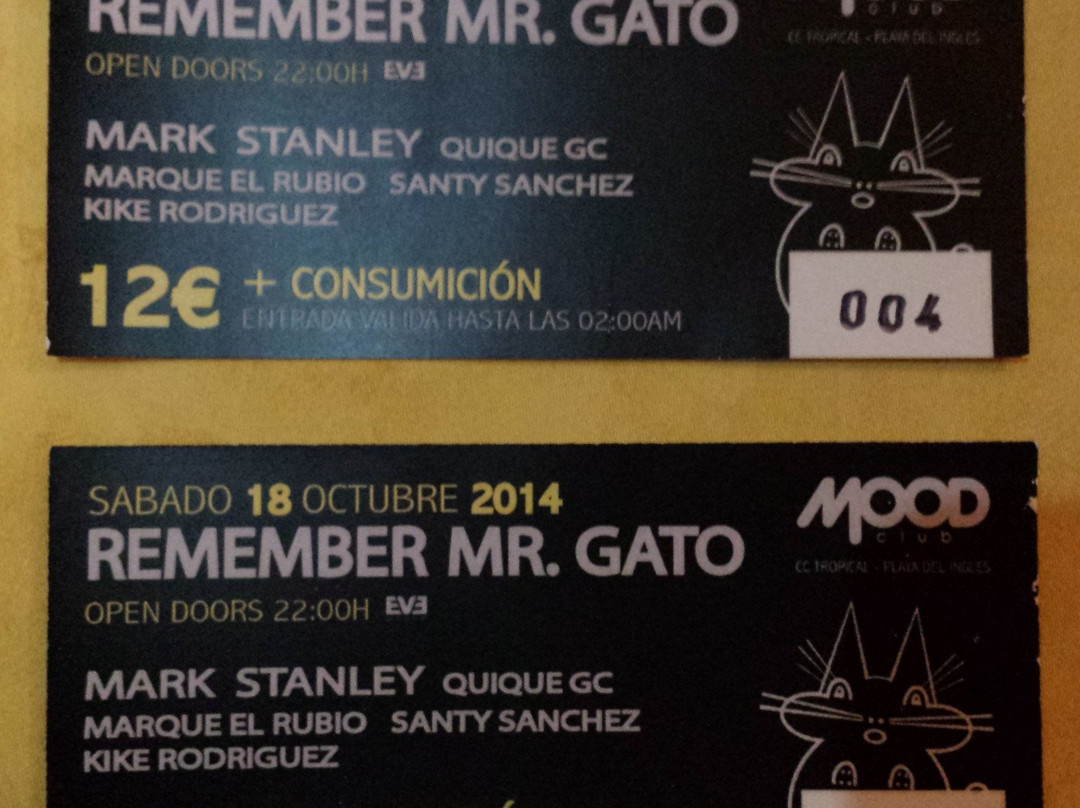 REMEMBER MR. GATO
club
CC TROPICAL - PLAYA DEL INGLES
OPEN DOORS 22:00H EVE
MARK STANLEY QUIQUE GC
MARQUE EL RUBIO SANTY SANCHEZ
KIKE RODRIGUEZ
12€ + CONSUMICIÓN
ENTRADA VALIDA HASTA LAS 02:00AM
004
SABADO 18 OCTUBRE 2014
MOOD
club
REMEMBER MR. GATO
CC TROPICAL - PLAYA DEL INGLES
OPEN DOORS 22:00H EVE
MARK STANLEY QUIQUE GC
MARQUE EL RUBIO SANTY SANCHEZ
KIKE RODRIGUEZ